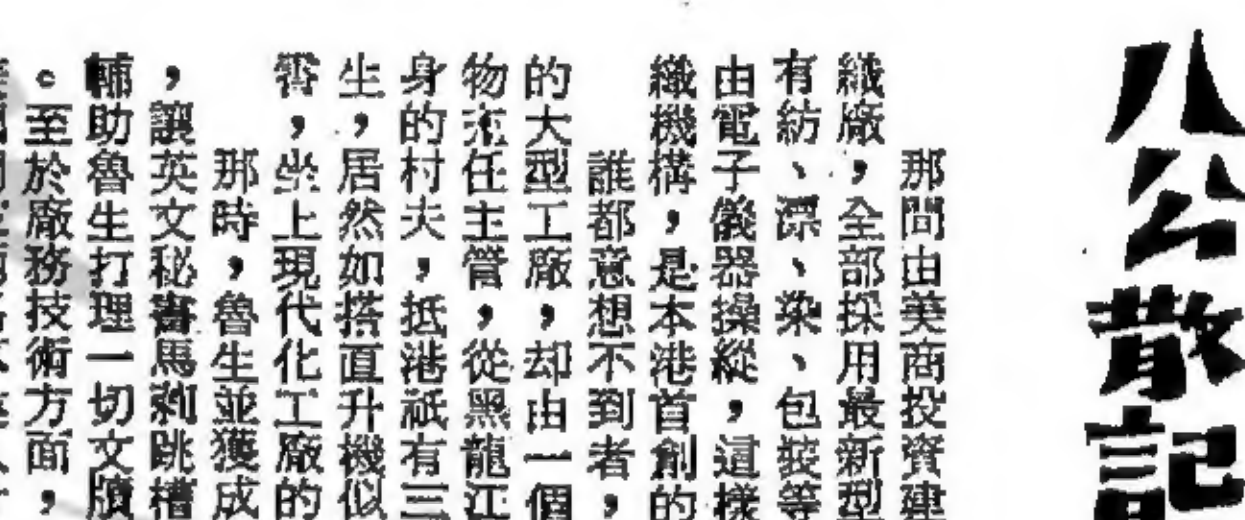 八公散記
那間由美商投資建
織廠，全部採用最新型
有紡、漂、染、包裝等
由電子儀器操縱，這樣
織機構，是本港首創的
誰都意想不到者，
的大型工廠，却由一個
物充任主管，從黑龍江
身的村夫，抵港祇有三
生，居然如搭直升機似
霄，坐上現代化工廠的
那時，魯生並獲成
，讓英文秘書馬利跳槽
輔助魯生打理一切文牘
。至於廠務技術方面，